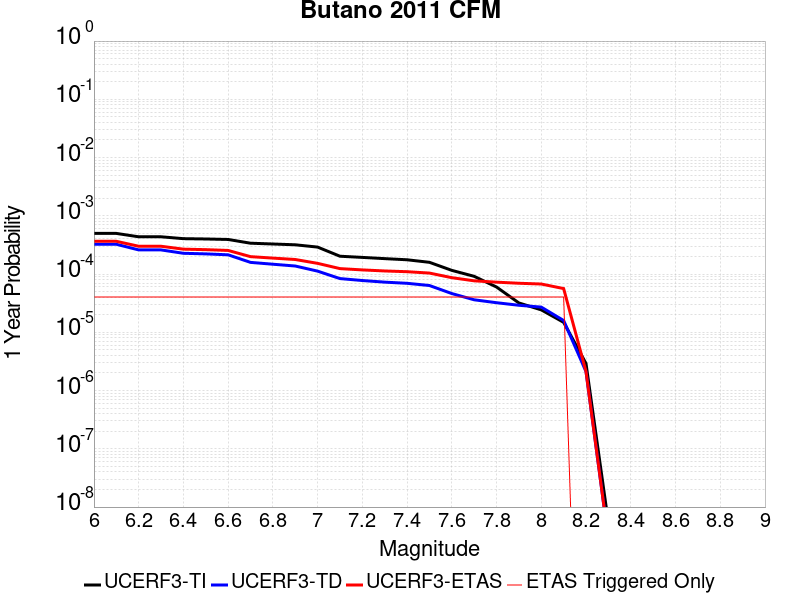 Butano 2011 CFM
10^0
10^-1
10^-2
10^-3
10^-4
10^-5
10^-6
10^-7
10^-8
1 Year Probability
6 6.2 6.4 6.6 6.8 7 7.2 7.4 7.6 7.8 8 8.2 8.4 8.6 8.8 9
Magnitude
UCERF3-TI UCERF3-TD UCERF3-ETAS ETAS Triggered Only